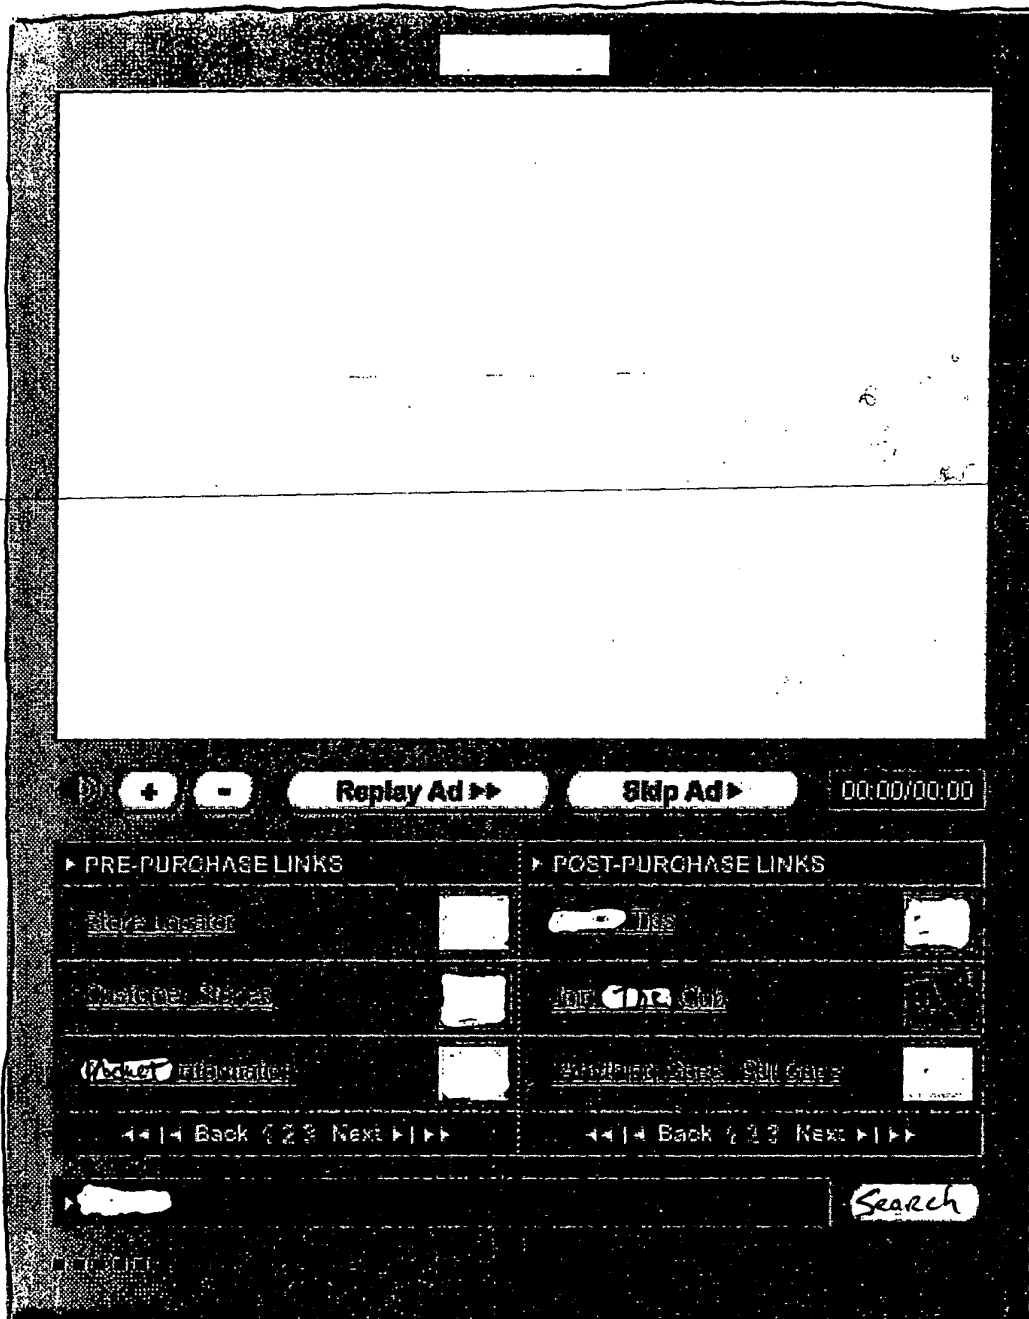 + - Replay Ad ▶▶ Skip Ad ▶ 00:00/00:00
▶ PRE-PURCHASE LINKS ▶ POST-PURCHASE LINKS
Store Locator Tips
Customer Stories Join The Club
Information
◀◀|◀ Back 1 2 3 Next ▶|▶▶ ◀◀|◀ Back 1 2 3 Next ▶|▶▶
Search